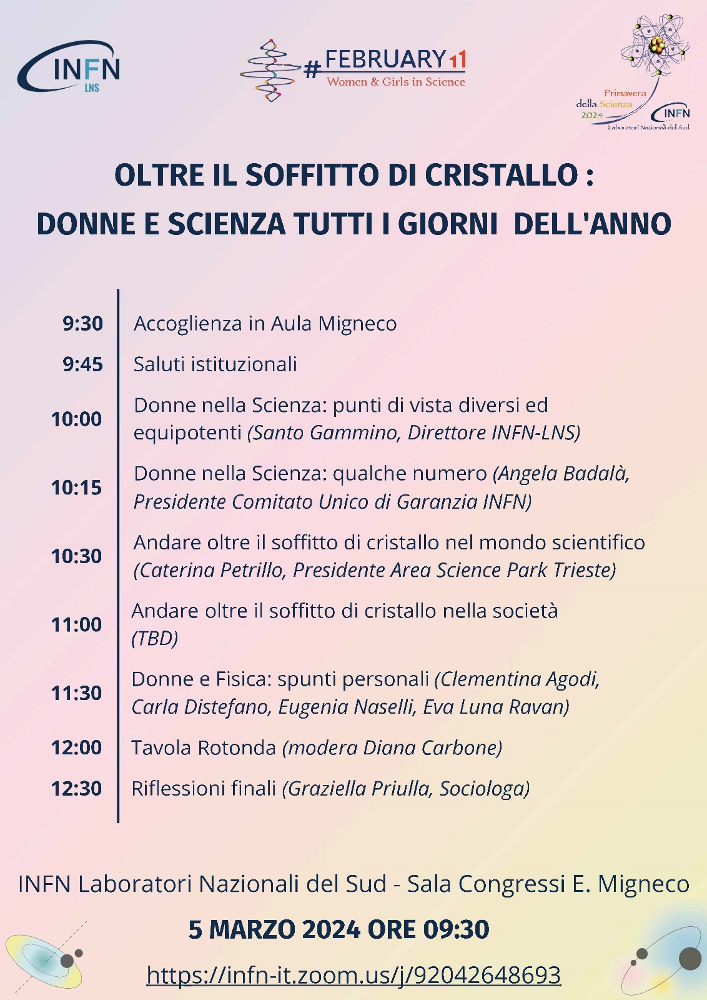 INFN
LNS
#FEBRUARY11
Women & Girls in Science
Primavera
della Scienza
2024
INFN
Laboratori Nazionali del Sud
OLTRE IL SOFFITTO DI CRISTALLO :
DONNE E SCIENZA TUTTI I GIORNI DELL'ANNO
9:30 Accoglienza in Aula Migneco
9:45 Saluti istituzionali
10:00 Donne nella Scienza: punti di vista diversi ed
equipotenti (Santo Gammino, Direttore INFN-LNS)
10:15 Donne nella Scienza: qualche numero (Angela Badalà,
Presidente Comitato Unico di Garanzia INFN)
10:30 Andare oltre il soffitto di cristallo nel mondo scientifico
(Caterina Petrillo, Presidente Area Science Park Trieste)
11:00 Andare oltre il soffitto di cristallo nella società
(TBD)
11:30 Donne e Fisica: spunti personali (Clementina Agodi,
Carla Distefano, Eugenia Naselli, Eva Luna Ravan)
12:00 Tavola Rotonda (modera Diana Carbone)
12:30 Riflessioni finali (Graziella Priulla, Sociologa)
INFN Laboratori Nazionali del Sud - Sala Congressi E. Migneco
5 MARZO 2024 ORE 09:30
https://infn-it.zoom.us/j/92042648693